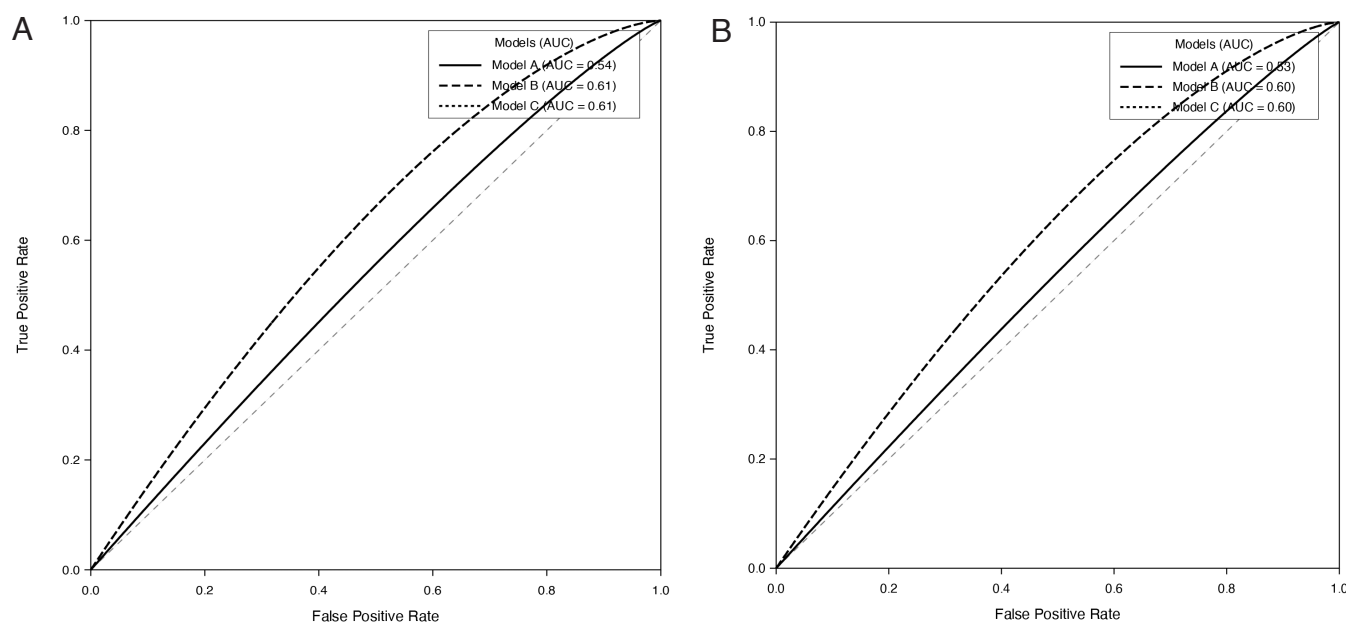 A
1.0
0.8
0.6
0.4
0.2
0.0
True Positive Rate
Models (AUC)
Model A (AUC = 0.54)
Model B (AUC = 0.61)
Model C (AUC = 0.61)
0.0 0.2 0.4 0.6 0.8 1.0
False Positive Rate
B
1.0
0.8
0.6
0.4
0.2
0.0
True Positive Rate
Models (AUC)
Model A (AUC = 0.53)
Model B (AUC = 0.60)
Model C (AUC = 0.60)
0.0 0.2 0.4 0.6 0.8 1.0
False Positive Rate